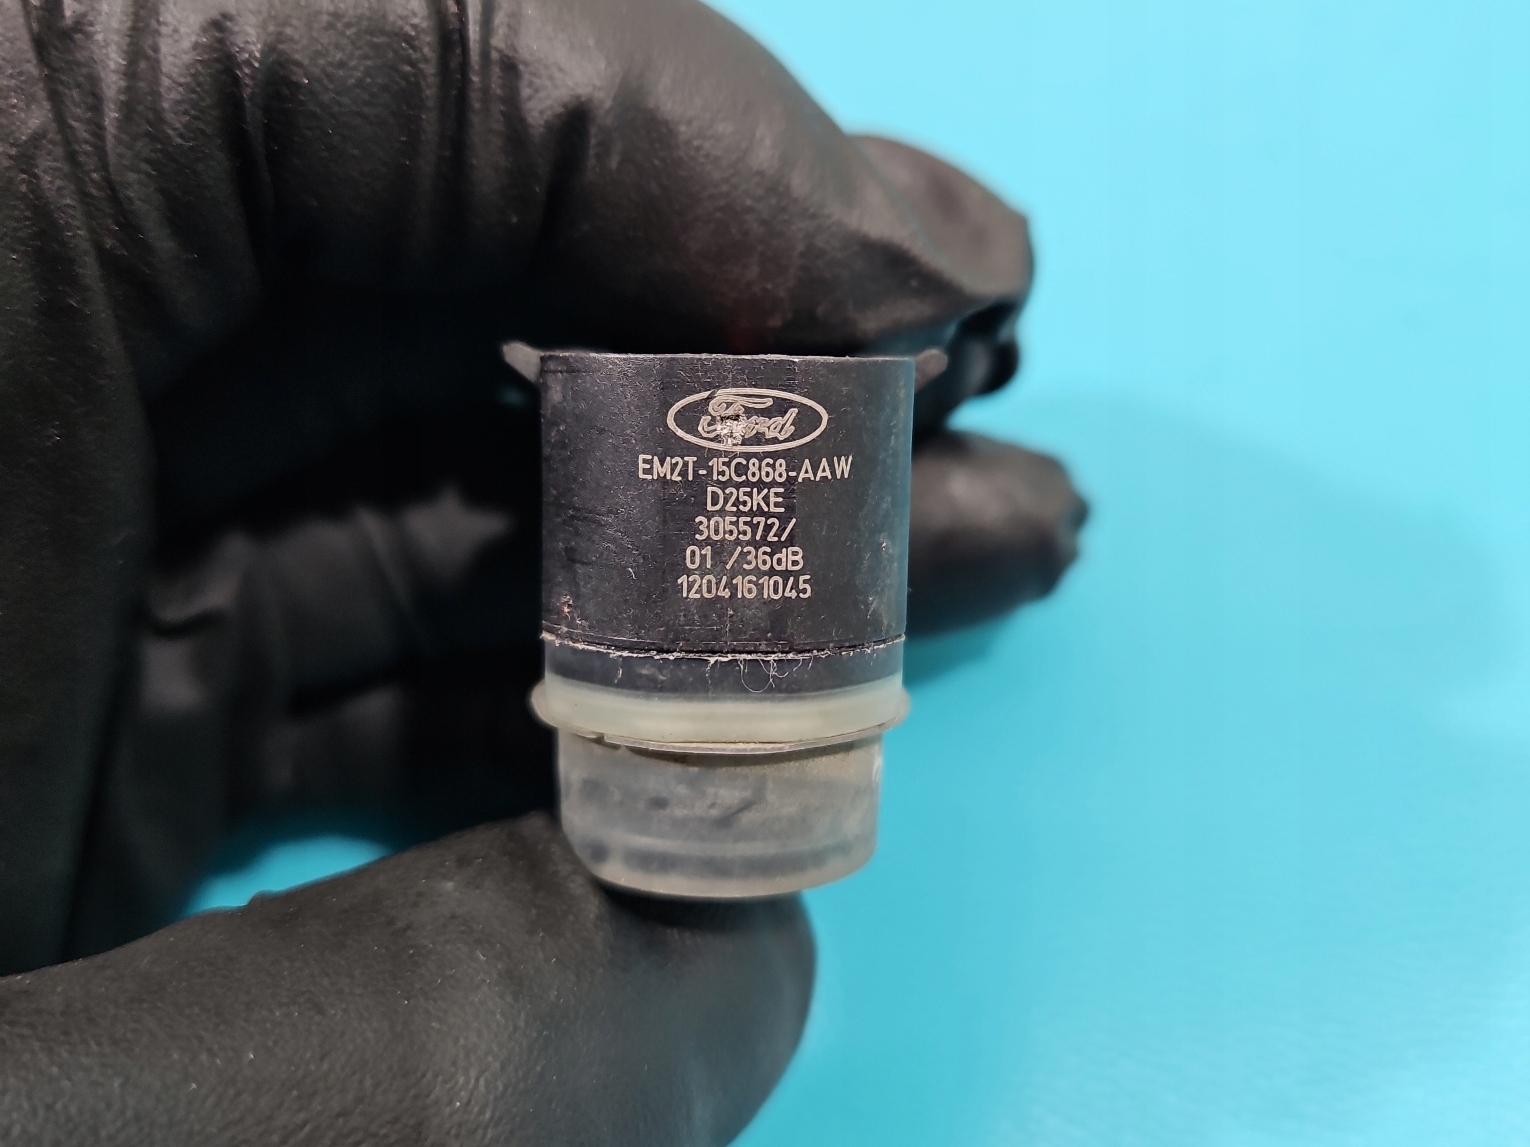 Ford
EM2T-15C868-AAW
D25KE
305572/
01 /36dB
1204161045